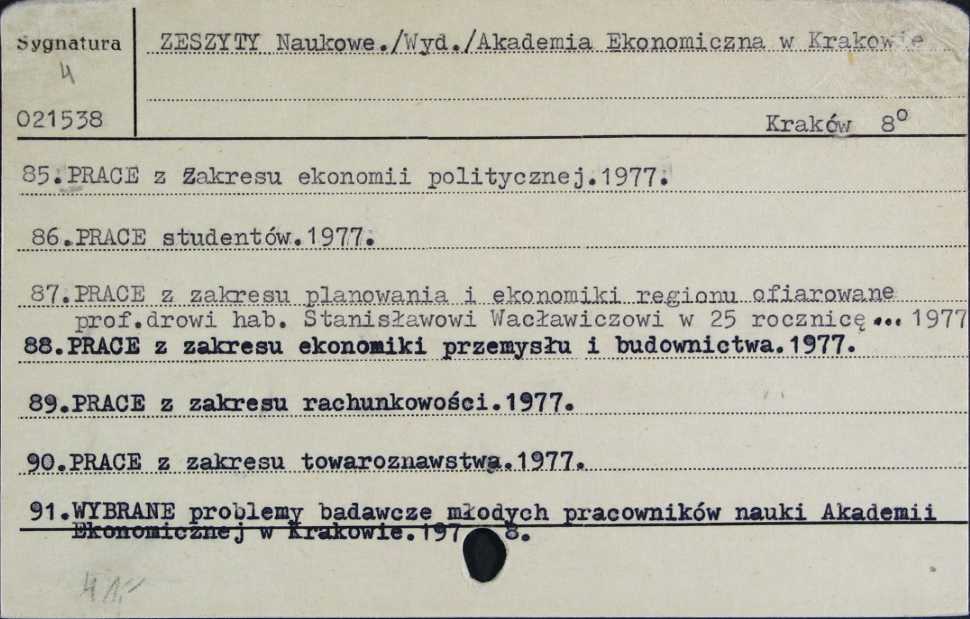 Sygnatura
ZESZYTY Naukowe./Wyd./Akademia Ekonomiczna w Krakowie
4
021538
Kraków 8°
85.PRACE z Zakresu ekonomii politycznej.1977.
86.PRACE studentów.1977.
87.PRACE z zakresu planowania i ekonomiki regionu ofiarowane
prof.drowi hab. Stanisławowi Wacławiczowi w 25 rocznicę ... 1977
88.PRACE z zakresu ekonomiki przemysłu i budownictwa.1977.
89.PRACE z zakresu rachunkowości.1977.
90.PRACE z zakresu towaroznawstwa.1977.
91.WYBRANE problemy badawcze młodych pracowników nauki Akademii
Ekonomicznej w Krakowie.197 8.